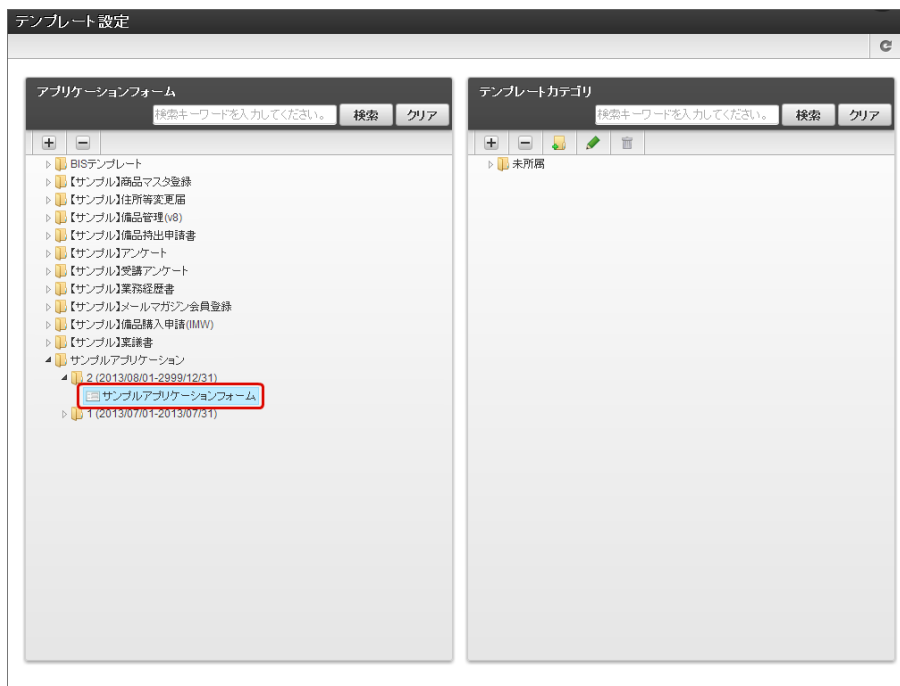 テンプレート設定
アプリケーションフォーム
検索キーワードを入力してください。 検索 クリア
BISテンプレート
【サンプル】商品マスタ登録
【サンプル】住所等変更届
【サンプル】備品管理(v8)
【サンプル】備品持出申請書
【サンプル】アンケート
【サンプル】受講アンケート
【サンプル】業務経歴書
【サンプル】メールマガジン会員登録
【サンプル】備品購入申請(IMW)
【サンプル】稟議書
サンプルアプリケーション
2 (2013/08/01-2999/12/31)
サンプルアプリケーションフォーム
1 (2013/07/01-2013/07/31)
テンプレートカテゴリ
検索キーワードを入力してください。 検索 クリア
未所属